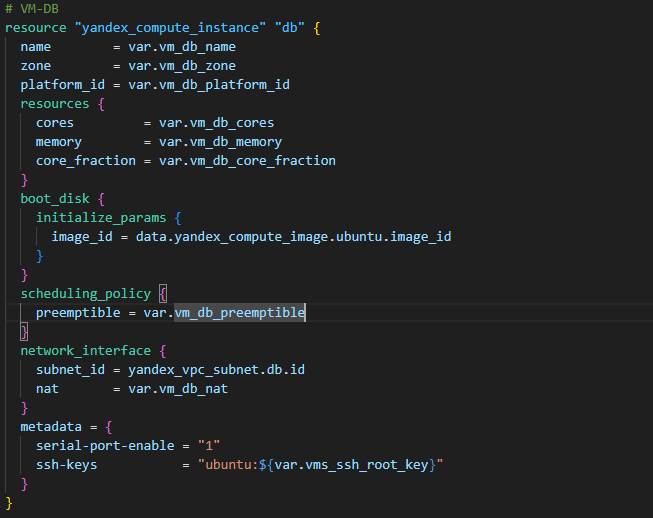 # VM-DB
resource "yandex_compute_instance" "db" {
  name        = var.vm_db_name
  zone        = var.vm_db_zone
  platform_id = var.vm_db_platform_id
  resources {
    cores         = var.vm_db_cores
    memory        = var.vm_db_memory
    core_fraction = var.vm_db_core_fraction
  }
  boot_disk {
    initialize_params {
      image_id = data.yandex_compute_image.ubuntu.image_id
    }
  }
  scheduling_policy {
    preemptible = var.vm_db_preemptible
  }
  network_interface {
    subnet_id = yandex_vpc_subnet.db.id
    nat       = var.vm_db_nat
  }
  metadata = {
    serial-port-enable = "1"
    ssh-keys           = "ubuntu:${var.vms_ssh_root_key}"
  }
}